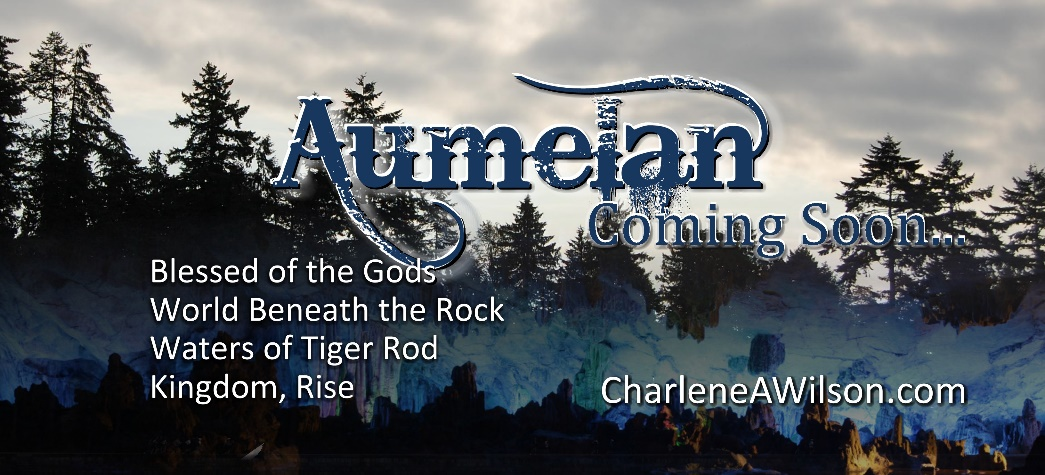 Aumelan
Coming Soon...
Blessed of the Gods
World Beneath the Rock
Waters of Tiger Rod
Kingdom, Rise
CharleneAWilson.com